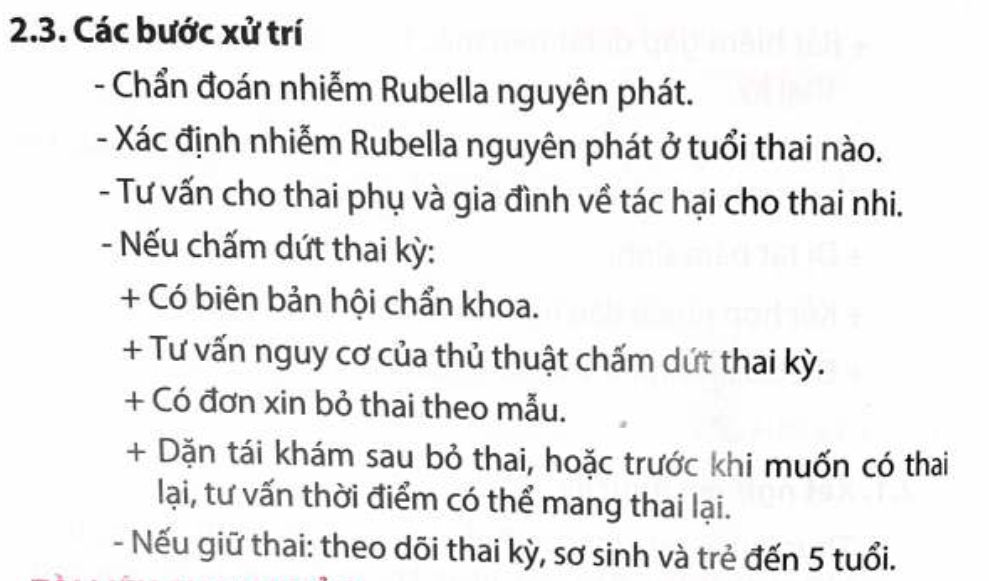 2.3. Các bước xử trí
- Chẩn đoán nhiễm Rubella nguyên phát.
- Xác định nhiễm Rubella nguyên phát ở tuổi thai nào.
- Tư vấn cho thai phụ và gia đình về tác hại cho thai nhi.
- Nếu chấm dứt thai kỳ:
+ Có biên bản hội chẩn khoa.
+ Tư vấn nguy cơ của thủ thuật chấm dứt thai kỳ.
+ Có đơn xin bỏ thai theo mẫu.
+ Dặn tái khám sau bỏ thai, hoặc trước khi muốn có thai
lại, tư vấn thời điểm có thể mang thai lại.
- Nếu giữ thai: theo dõi thai kỳ, sơ sinh và trẻ đến 5 tuổi.